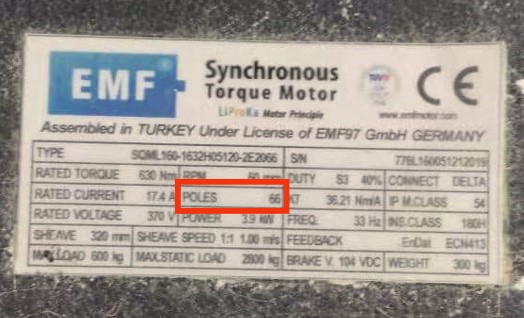 EMF Synchronous Torque Motor
LiProKa Motor Principle
CE
www.emfmotor.com
Assembled in TURKEY Under License of EMF97 GmbH GERMANY
TYPE SQML160-1632H05120-2E2066 S/N 77BL160051212019
RATED TORQUE 630 Nm RPM 60 mm DUTY S3 40% CONNECT DELTA
RATED CURRENT 17.4 A POLES 66 KT 36.21 Nm/A IP M.CLASS 54
RATED VOLTAGE 370 V POWER 3.9 kW FREQ. 33 Hz INS.CLASS 180H
SHEAVE 320 mm SHEAVE SPEED 1:1 1.00 m/s FEEDBACK EnDat ECN413
MAX.LOAD 600 kg MAX.STATIC LOAD 2800 kg BRAKE V. 104 VDC WEIGHT 300 kg